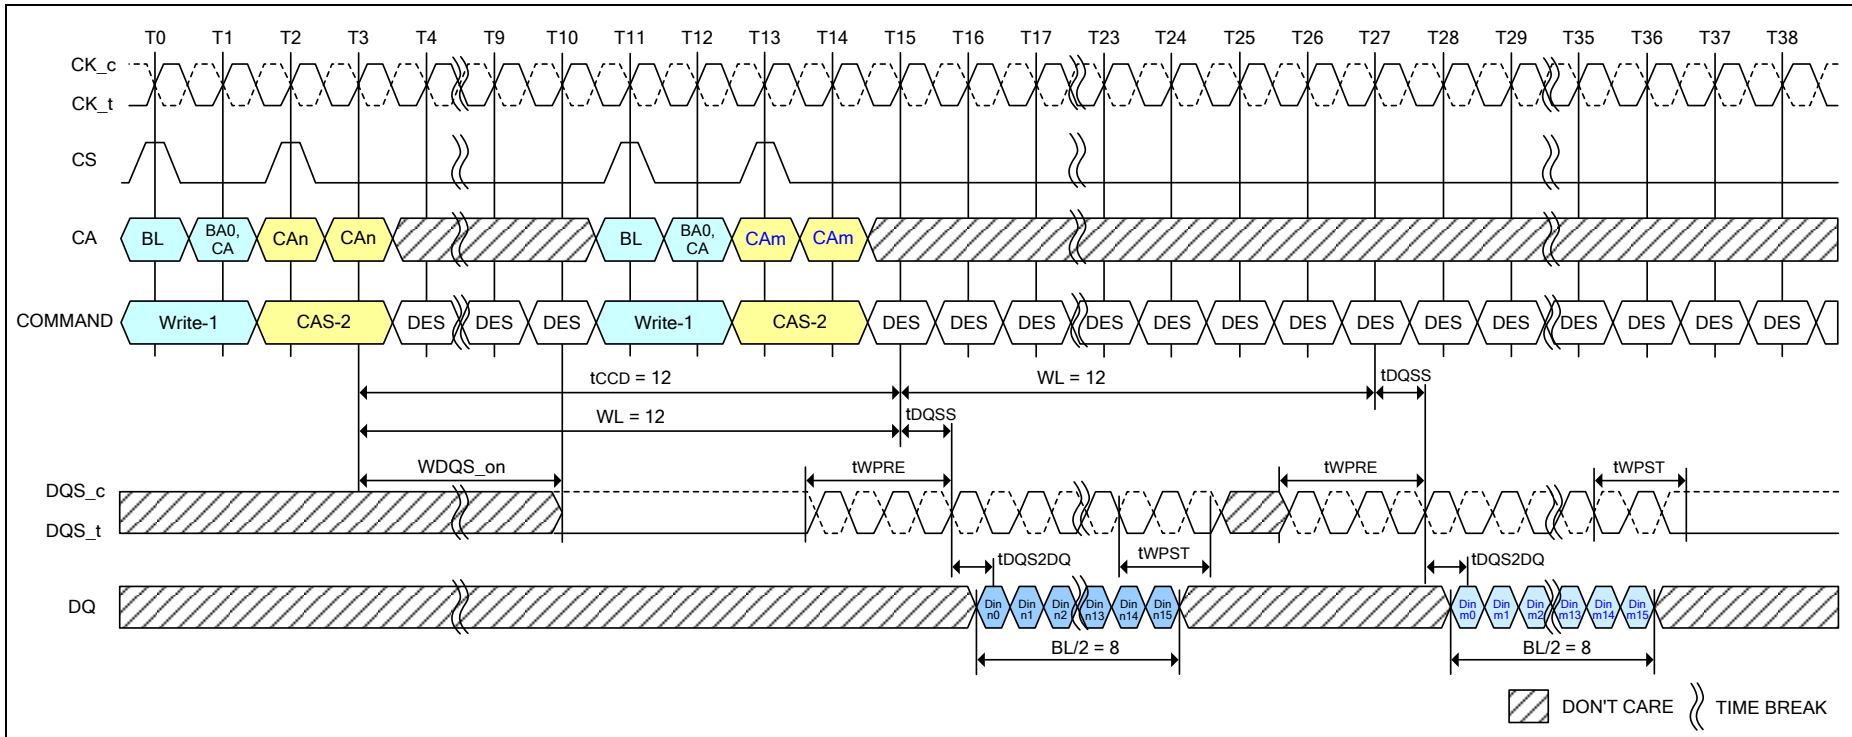 T0 T1 T2 T3 T4 T9 T10 T11 T12 T13 T14 T15 T16 T17 T23 T24 T25 T26 T27 T28 T29 T35 T36 T37 T38
CK_c
CK_t
CS
CA BL BA0, CA CAn CAn BL BA0, CA CAm CAm
COMMAND Write-1 CAS-2 DES DES DES Write-1 CAS-2 DES DES DES DES DES DES DES DES DES DES DES DES DES DES
tCCD = 12 WL = 12 tDQSS
WL = 12 tDQSS
WDQS_on tWPRE tWPRE tWPST
DQS_c
DQS_t
tDQS2DQ tWPST tDQS2DQ
DQ Din n0 Din n1 Din n2 Din n13 Din n14 Din n15 Din m0 Din m1 Din m2 Din m13 Din m14 Din m15
BL/2 = 8 BL/2 = 8
DON'T CARE TIME BREAK